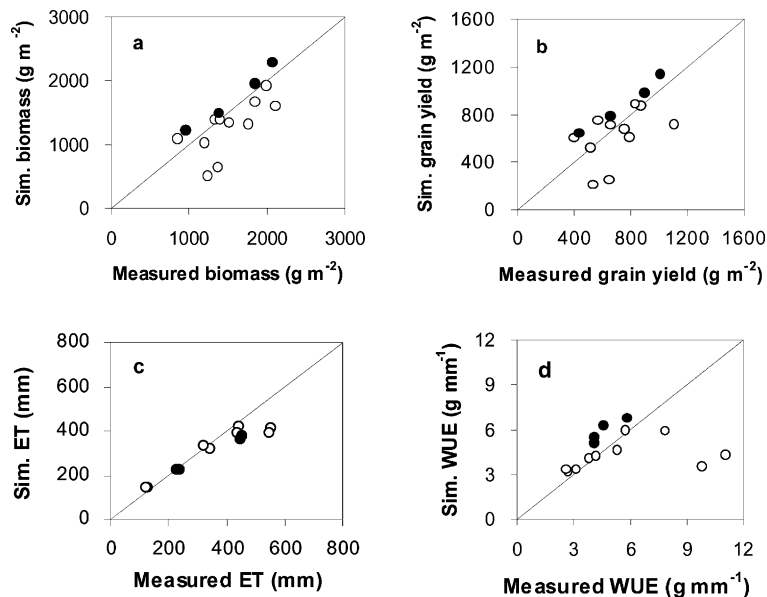 a
Sim. biomass (g m⁻²)
3000
2000
1000
0
0 1000 2000 3000
Measured biomass (g m⁻²)
b
Sim. grain yield (g m⁻²)
1600
1200
800
400
0
0 400 800 1200 1600
Measured grain yield (g m⁻²)
c
Sim. ET (mm)
800
600
400
200
0
0 200 400 600 800
Measured ET (mm)
d
Sim. WUE (g mm⁻¹)
12
9
6
3
0
0 3 6 9 12
Measured WUE (g mm⁻¹)